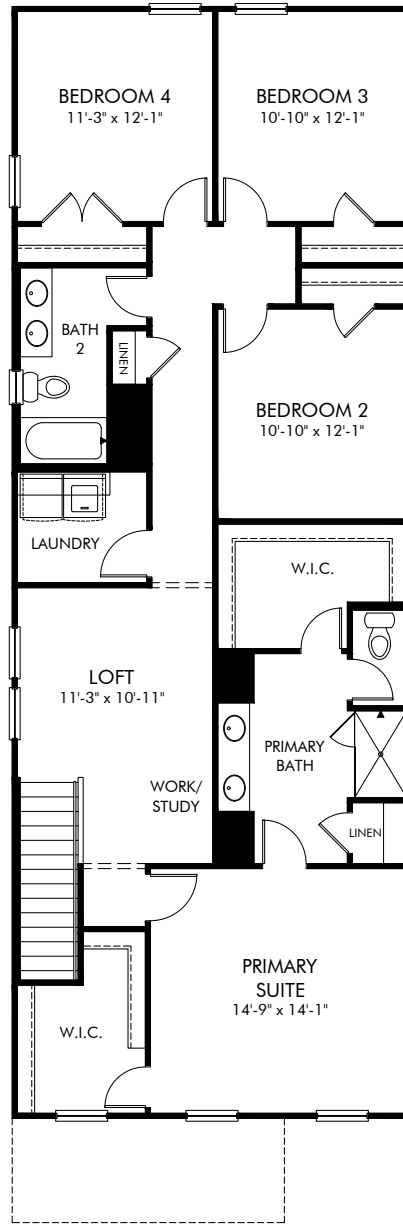 BEDROOM 4
11'-3" x 12'-1"
BEDROOM 3
10'-10" x 12'-1"
BATH
2
LINEN
BEDROOM 2
10'-10" x 12'-1"
LAUNDRY
W.I.C.
LOFT
11'-3" x 10'-11"
PRIMARY
BATH
WORK/
STUDY
LINEN
PRIMARY
SUITE
14'-9" x 14'-1"
W.I.C.